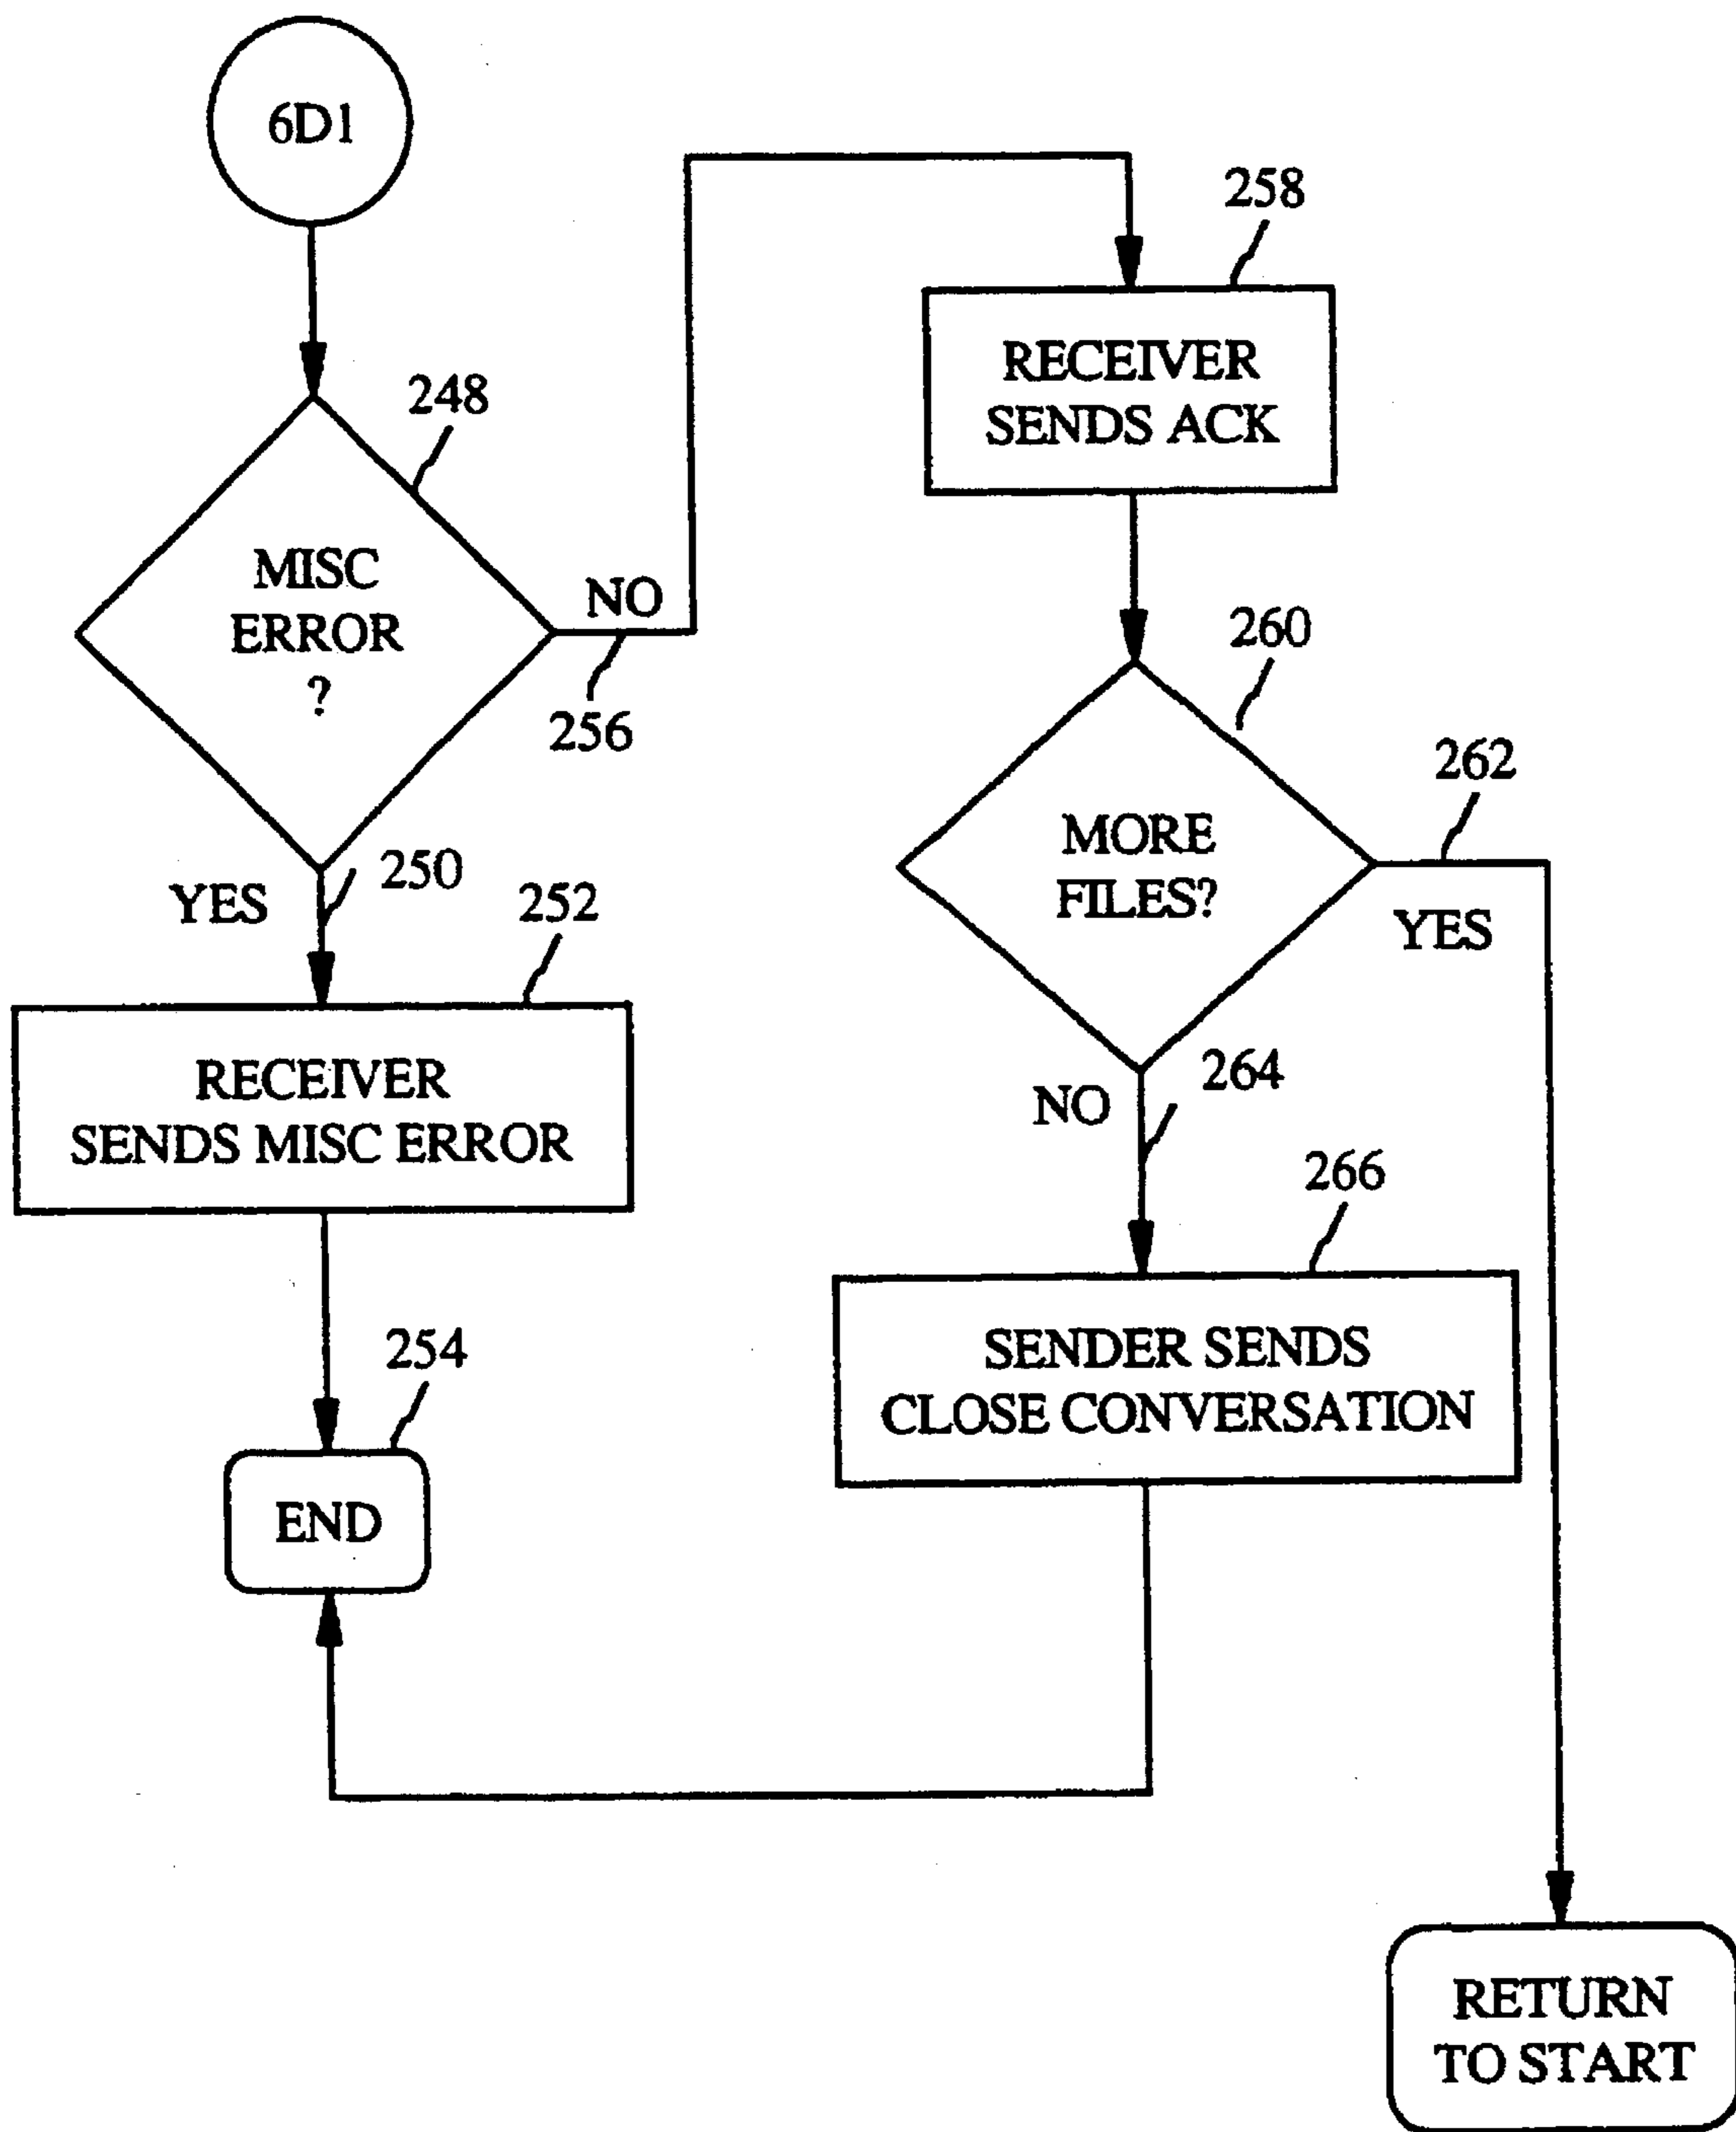 6D1
248
MISC
ERROR
?
NO
256
YES
250
252
RECEIVER
SENDS MISC ERROR
254
END
258
RECEIVER
SENDS ACK
260
MORE
FILES?
262
YES
264
NO
266
SENDER SENDS
CLOSE CONVERSATION
RETURN
TO START